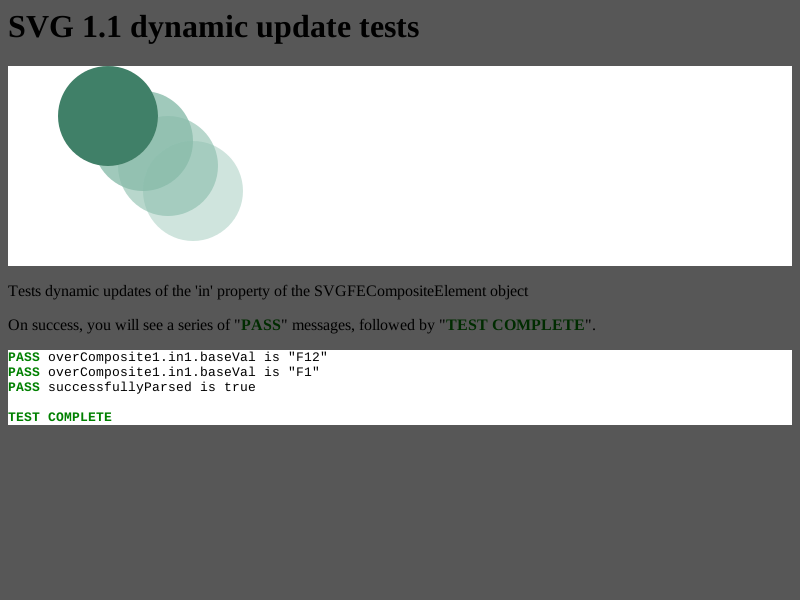 SVG 1.1 dynamic update tests
Tests dynamic updates of the 'in' property of the SVGFECompositeElement object
On success, you will see a series of "PASS" messages, followed by "TEST COMPLETE".
PASS overComposite1.in1.baseVal is "F12"
PASS overComposite1.in1.baseVal is "F1"
PASS successfullyParsed is true
TEST COMPLETE